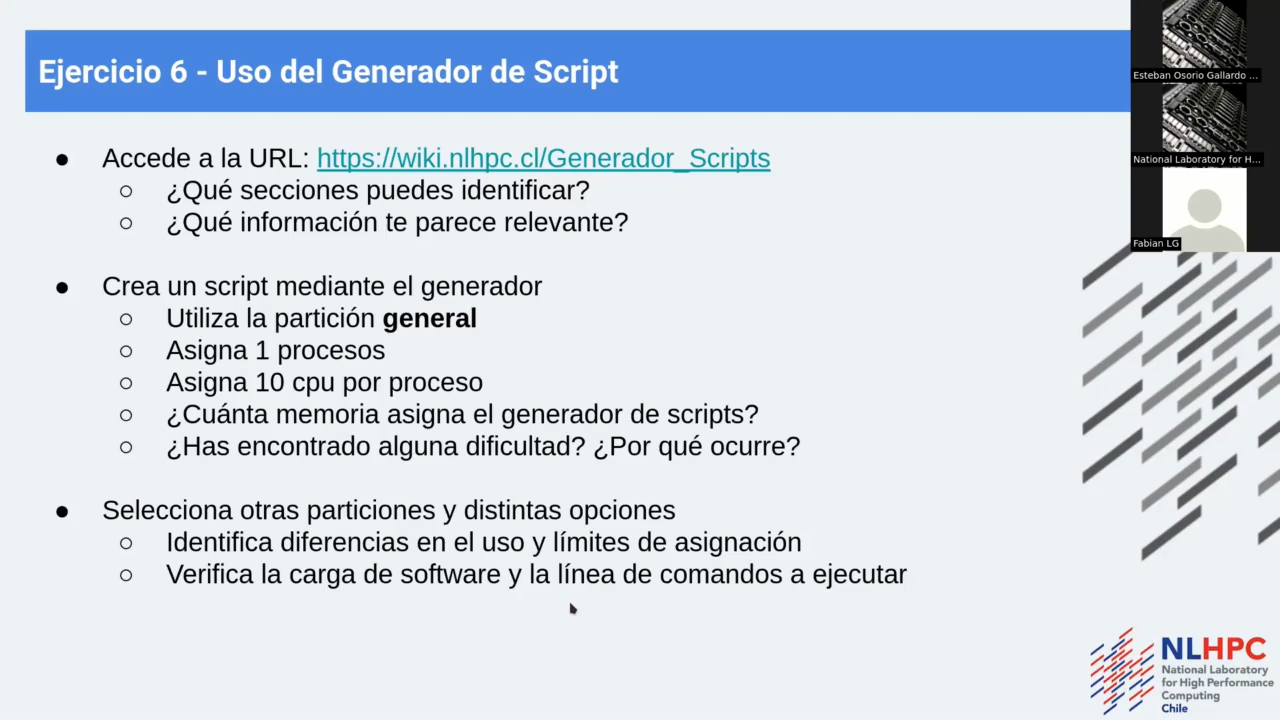 Ejercicio 6 - Uso del Generador de Script
● Accede a la URL: https://wiki.nlhpc.cl/Generador_Scripts
○ ¿Qué secciones puedes identificar?
○ ¿Qué información te parece relevante?
● Crea un script mediante el generador
○ Utiliza la partición general
○ Asigna 1 procesos
○ Asigna 10 cpu por proceso
○ ¿Cuánta memoria asigna el generador de scripts?
○ ¿Has encontrado alguna dificultad? ¿Por qué ocurre?
● Selecciona otras particiones y distintas opciones
○ Identifica diferencias en el uso y límites de asignación
○ Verifica la carga de software y la línea de comandos a ejecutar
Esteban Osorio Gallardo ...
National Laboratory for H...
Fabian LG
NLHPC
National Laboratory
for High Performance
Computing
Chile